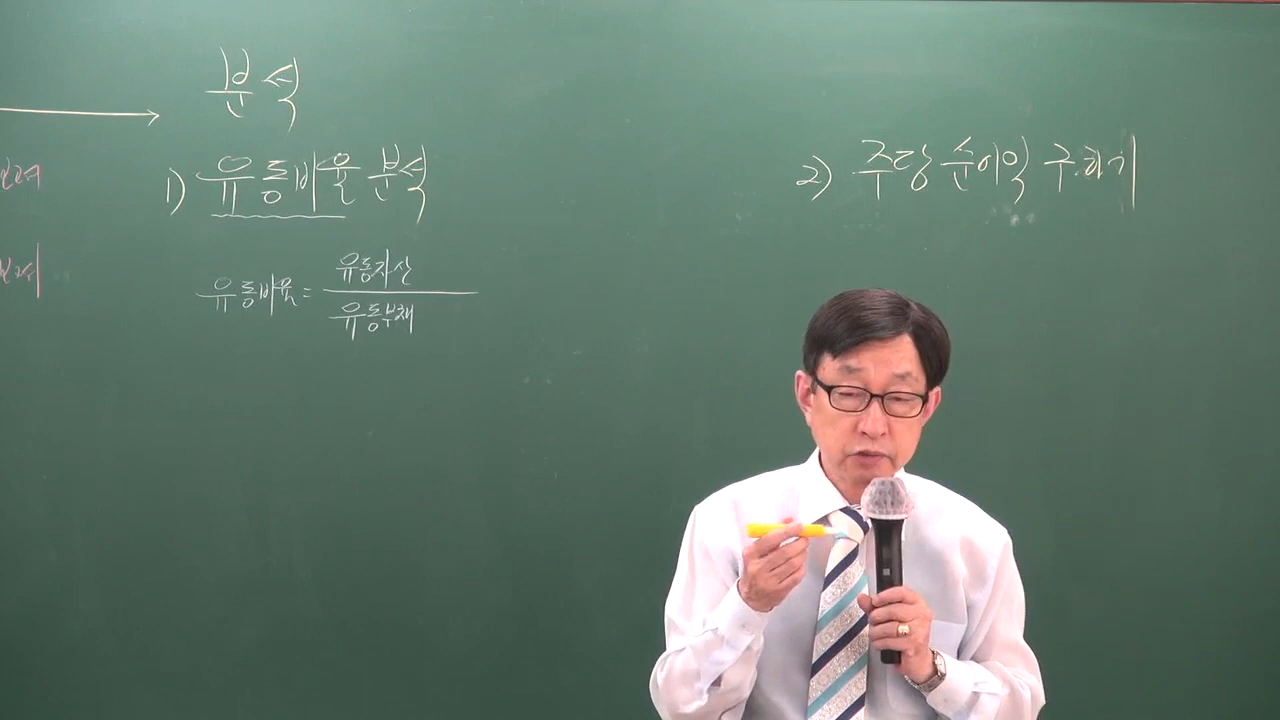 분석
1) 유동비율 분석
유동비율 = 유동자산
유동부채
2) 주당 순이익 구하기